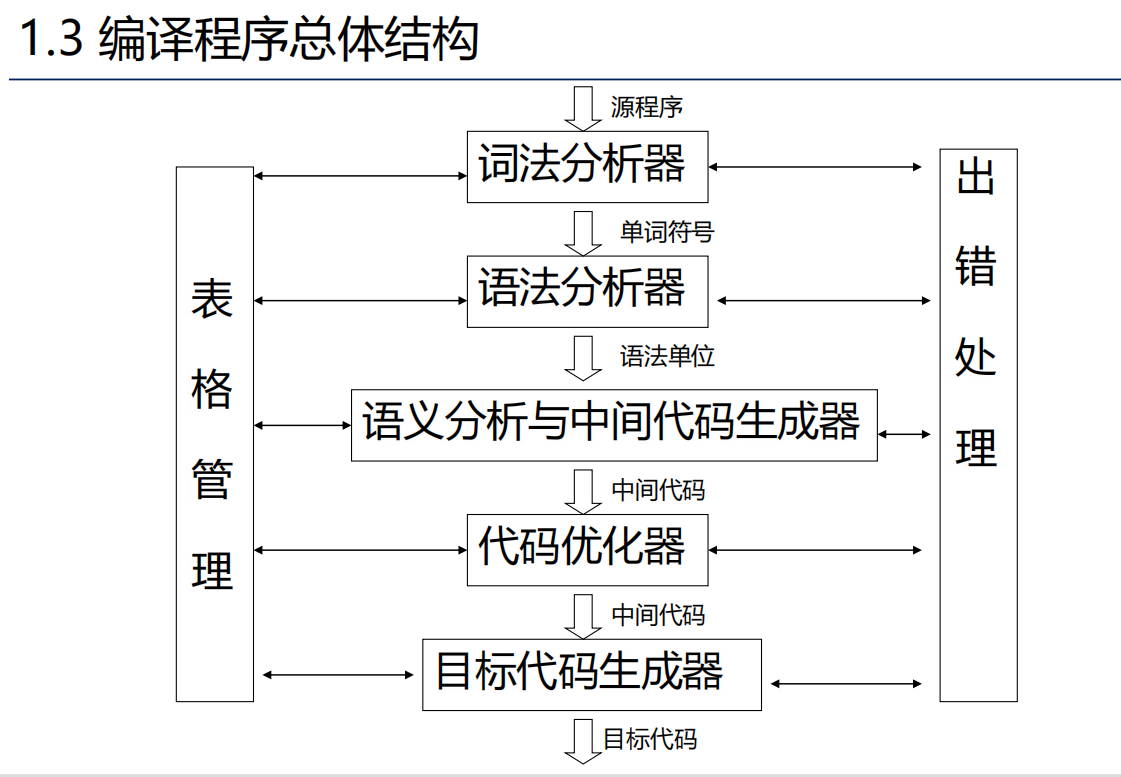 1.3 编译程序总体结构
源程序
词法分析器
单词符号
语法分析器
语法单位
语义分析与中间代码生成器
中间代码
代码优化器
中间代码
目标代码生成器
目标代码
表格管理
出错处理